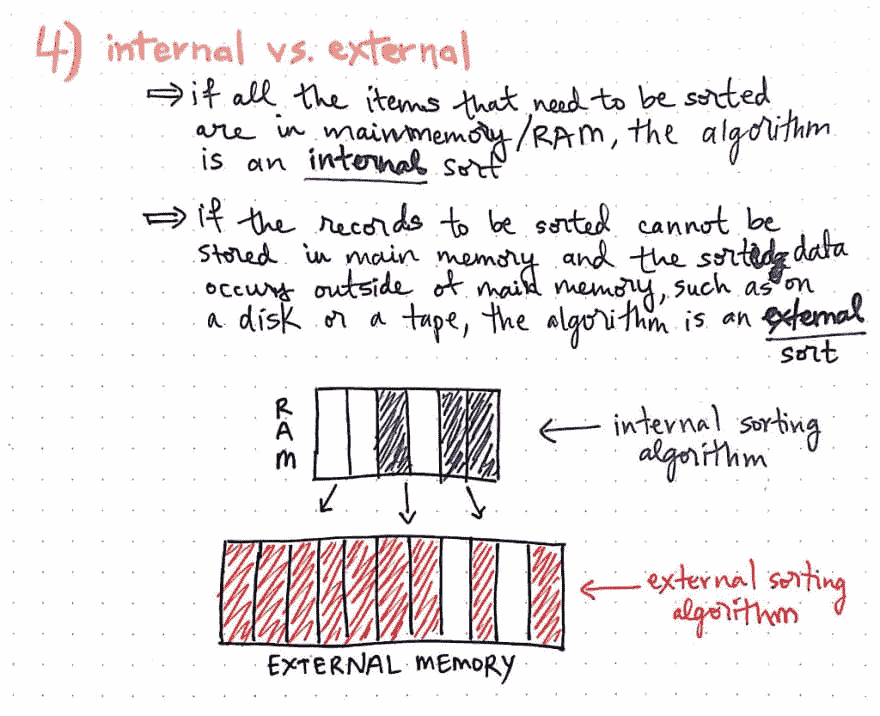 4) internal vs. external
⇒ if all the items that need to be sorted
are in main memory/RAM, the algorithm
is an internal sort
⇒ if the records to be sorted cannot be
stored in main memory and the sorting data
occurs outside of main memory, such as on
a disk or a tape, the algorithm is an external
sort
RAM
← internal sorting
algorithm
← external sorting
algorithm
EXTERNAL MEMORY